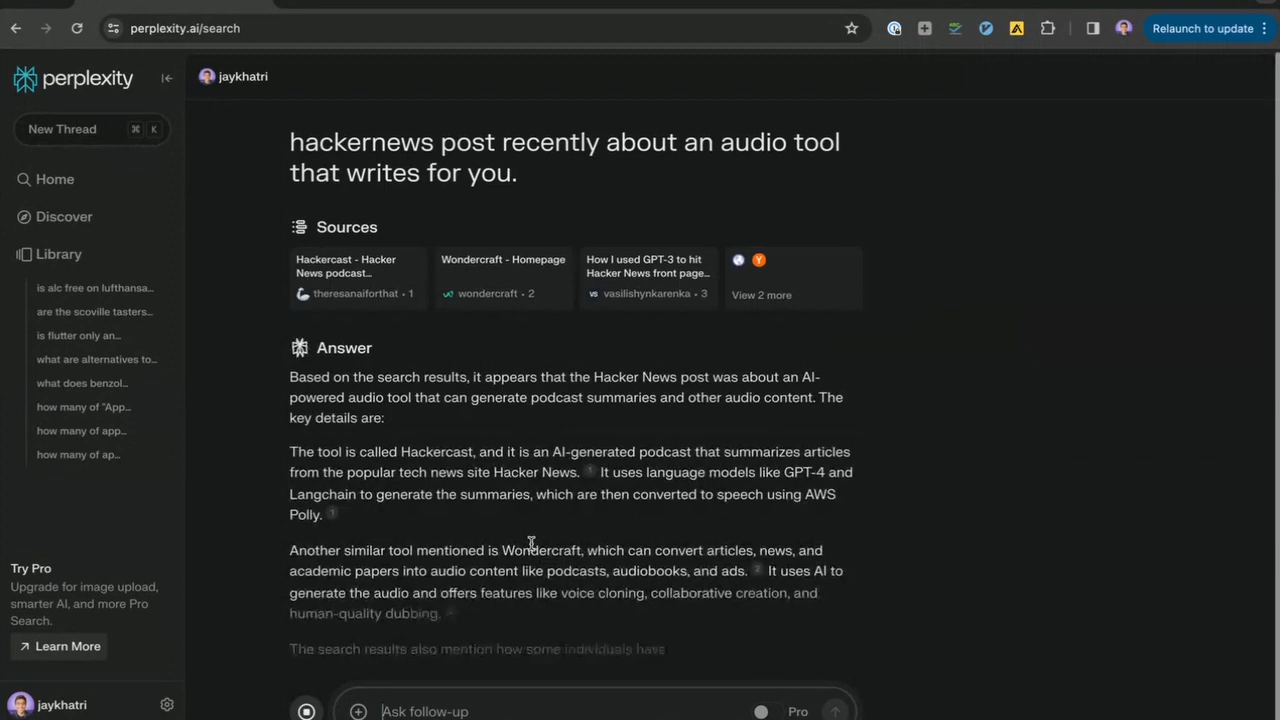 perplexity.ai/search
Relaunch to update
perplexity
New Thread
⌘ K
Home
Discover
Library
is alc free on lufthansa...
are the scoville tasters...
is flutter only an...
what are alternatives to...
what does benzol...
how many of "App...
how many of app...
how many of ap...
Try Pro
Upgrade for image upload,
smarter AI, and more Pro
Search.
Learn More
jaykhatri
jaykhatri
hackernews post recently about an audio tool
that writes for you.
Sources
Hackercast - Hacker
News podcast...
theresanaiforthat • 1
Wondercraft - Homepage
wondercraft • 2
How I used GPT-3 to hit
Hacker News front page...
vs vasilishynkarenka • 3
Y
View 2 more
Answer
Based on the search results, it appears that the Hacker News post was about an AI-
powered audio tool that can generate podcast summaries and other audio content. The
key details are:
The tool is called Hackercast, and it is an AI-generated podcast that summarizes articles
from the popular tech news site Hacker News. 1 It uses language models like GPT-4 and
Langchain to generate the summaries, which are then converted to speech using AWS
Polly. 1
Another similar tool mentioned is Wondercraft, which can convert articles, news, and
academic papers into audio content like podcasts, audiobooks, and ads. 2 It uses AI to
generate the audio and offers features like voice cloning, collaborative creation, and
human-quality dubbing.
The search results also mention how some individuals have
Ask follow-up
Pro